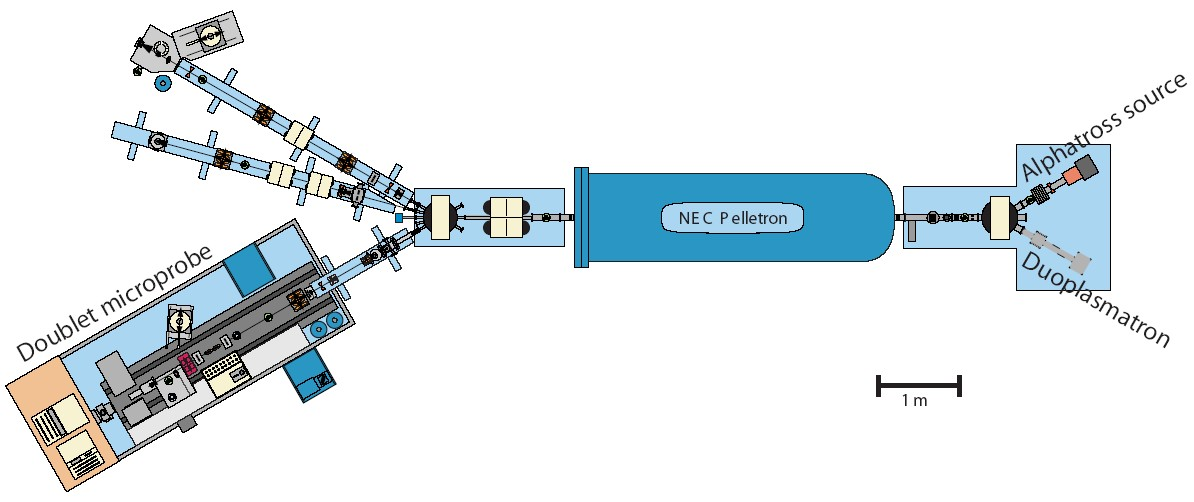 Alphatross source
NEC Pelletron
Doublet microprobe
Duoplasmatron
1 m